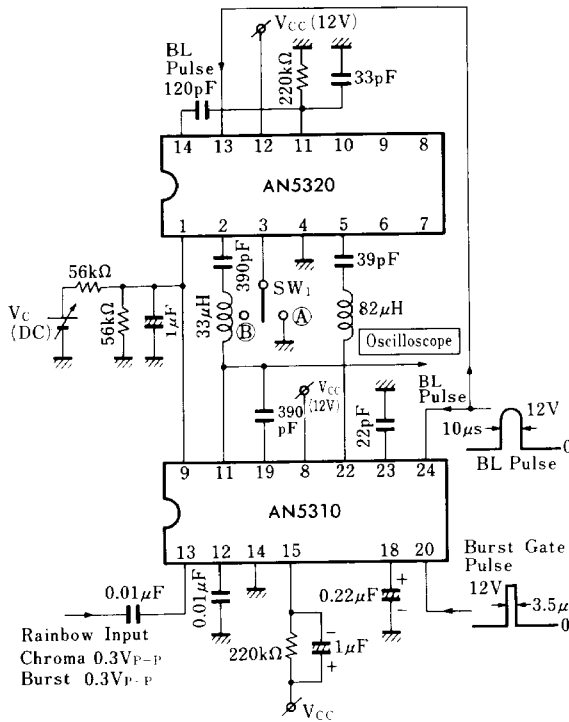 VCC (12V)
BL
Pulse
120pF
220kΩ
33pF
14 13 12 11 10 9 8
AN5320
1 2 3 4 5 6 7
390pF
39pF
56kΩ
SW1
33μH
82μH
VC
(DC)
56kΩ
1μF
B
A
Oscilloscope
VCC
(12V)
BL
Pulse
390
pF
22pF
12V
10μs
0
BL Pulse
9 11 19 8 22 23 24
AN5310
13 12 14 15 18 20
Burst Gate
Pulse
0.01μF
0.01μF
0.22μF
+
-
12V
3.5μ
0
Rainbow Input
Chroma 0.3VP-P
Burst 0.3VP-P
220kΩ
-
1μF
+
VCC